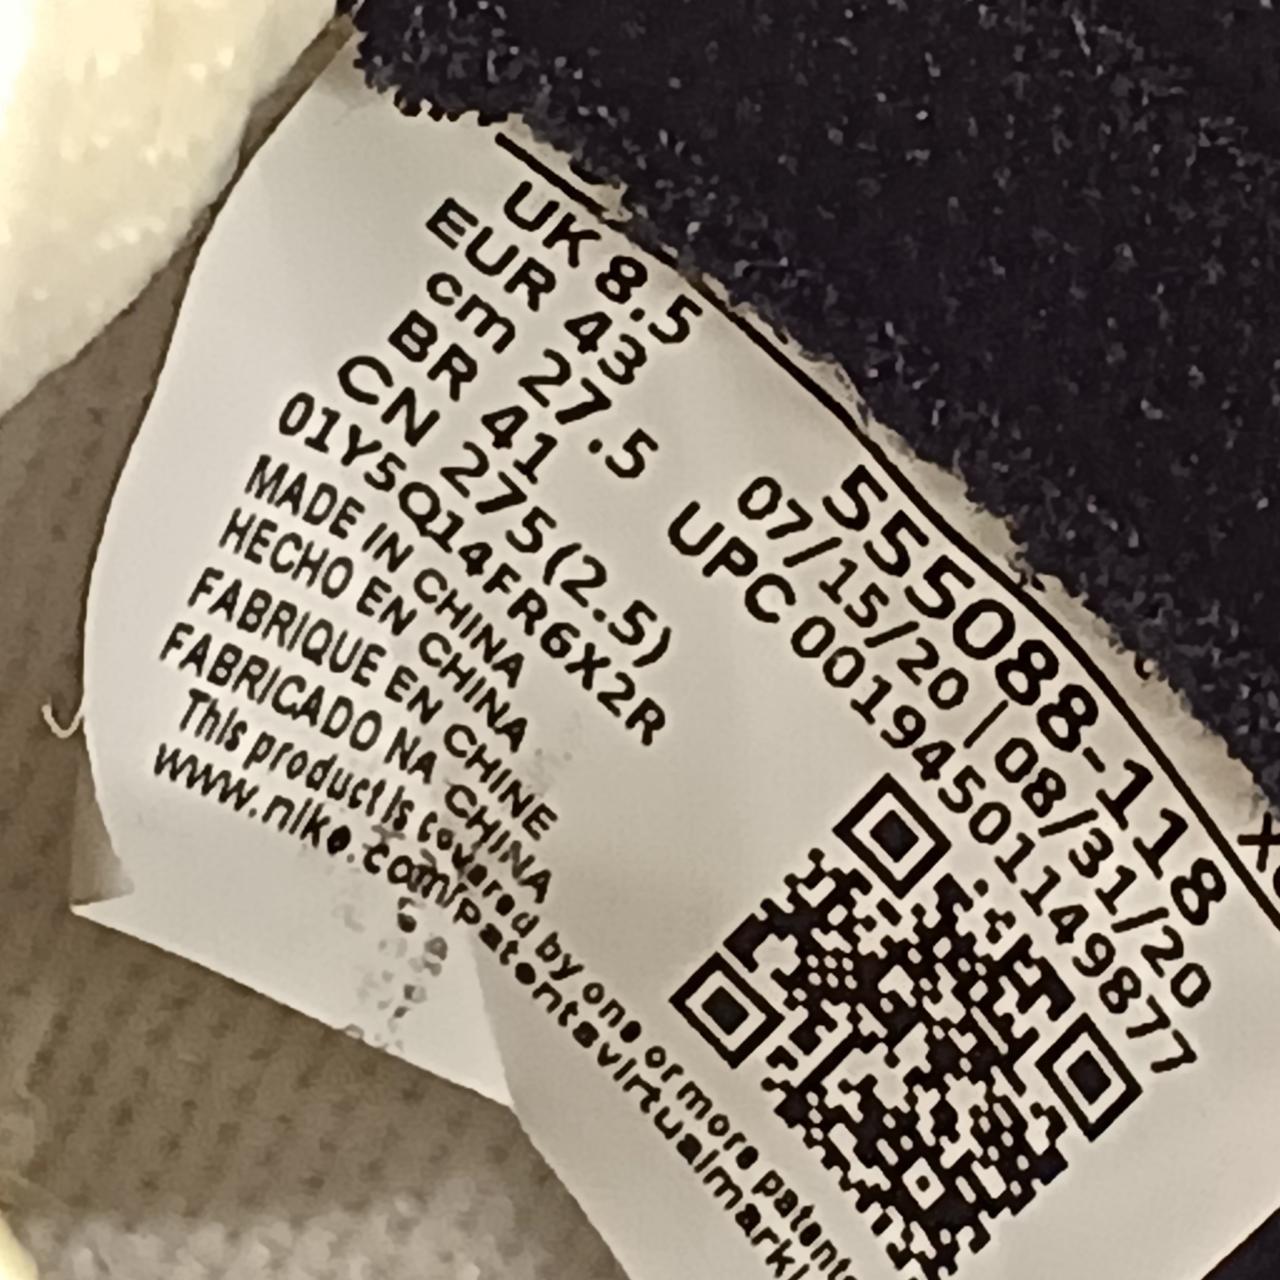 UK 8.5
EUR 43
cm 27.5
BR 41
CN 275(2.5)
01Y5Q14FR6X2R
MADE IN CHINA
HECHO EN CHINA
FABRIQUE EN CHINE
FABRICADO NA CHINA
This product is covered by one or more patents
www.nike.com/patentsvirtualmarki
555088-118
07/15/20 | 08/31/20
UPC 00194501149877